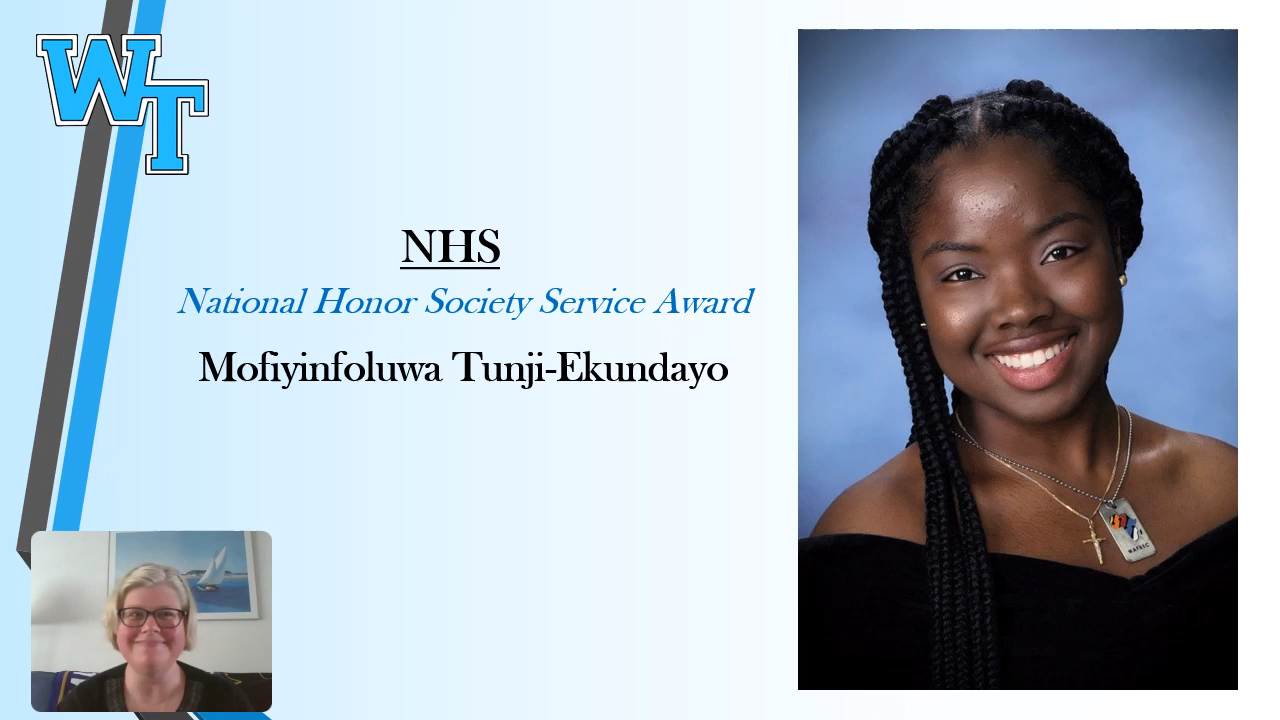 WT
NHS
National Honor Society Service Award
Mofiyinfoluwa Tunji-Ekundayo